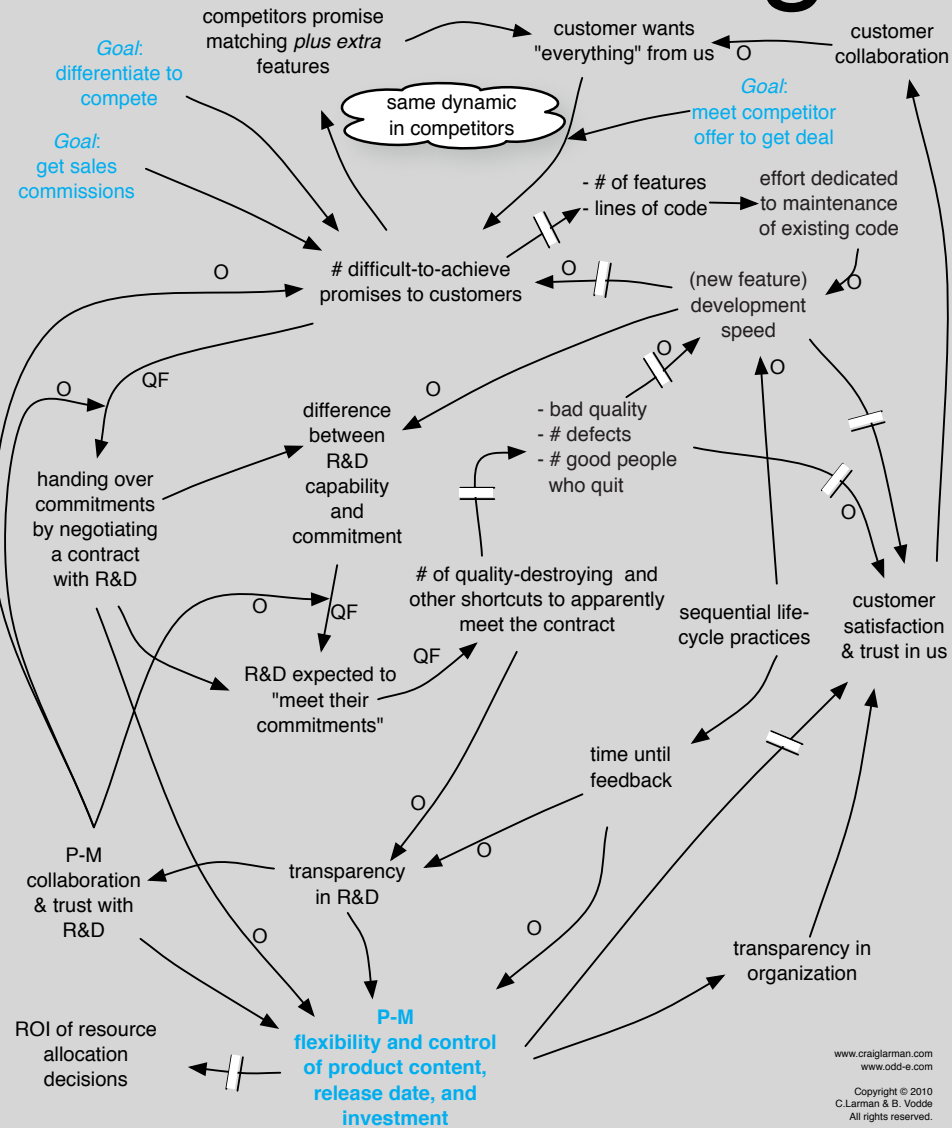 competitors promise
matching plus extra
features
customer wants
"everything" from us
O
customer
collaboration
Goal:
differentiate to
compete
same dynamic
in competitors
Goal:
meet competitor
offer to get deal
Goal:
get sales
commissions
- # of features
- lines of code
effort dedicated
to maintenance
of existing code
O
# difficult-to-achieve
promises to customers
O
(new feature)
development
speed
O
O
QF
O
O
O
difference
between
R&D
capability
and
commitment
- bad quality
- # defects
- # good people
who quit
handing over
commitments
by negotiating
a contract
with R&D
O
# of quality-destroying and
other shortcuts to apparently
meet the contract
sequential life-
cycle practices
customer
satisfaction
& trust in us
O
QF
QF
R&D expected to
"meet their
commitments"
time until
feedback
O
O
P-M
collaboration
& trust with
R&D
transparency
in R&D
O
O
transparency in
organization
P-M
flexibility and control
of product content,
release date, and
investment
ROI of resource
allocation
decisions
www.craiglarman.com
www.odd-e.com
Copyright © 2010
C.Larman & B. Vodde
All rights reserved.